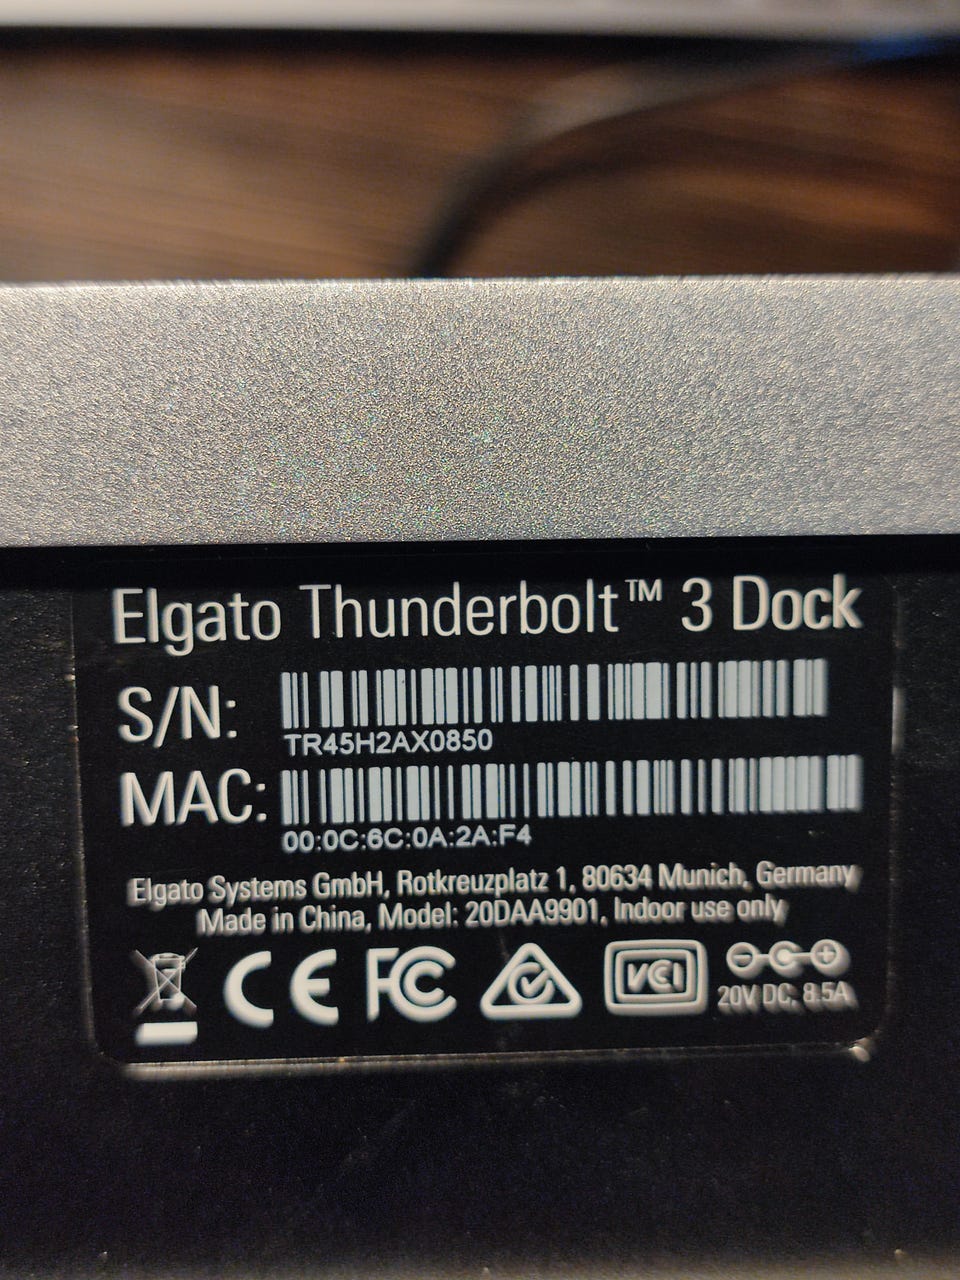 Elgato Thunderbolt™ 3 Dock
S/N:
TR45H2AX0850
MAC:
00:0C:6C:0A:2A:F4
Elgato Systems GmbH, Rotkreuzplatz 1, 80634 Munich, Germany
Made in China, Model: 20DAA9901, Indoor use only
CE FC VCI
20V DC, 8.5A